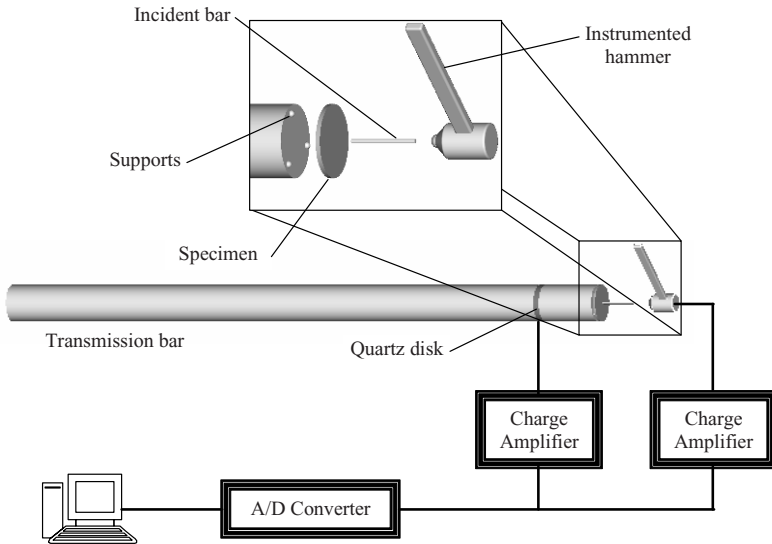 Incident bar
Instrumented
hammer
Supports
Specimen
Transmission bar
Quartz disk
Charge
Amplifier
Charge
Amplifier
A/D Converter